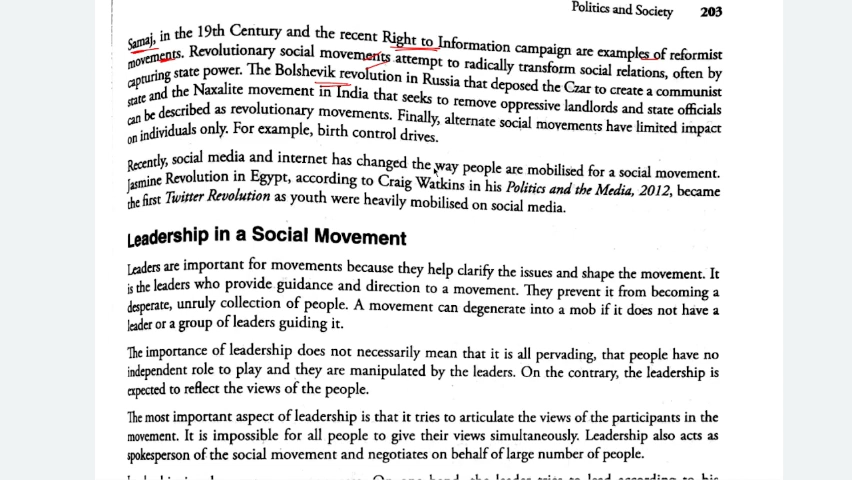 Politics and Society 203
Samaj, in the 19th Century and the recent Right to Information campaign are examples of reformist
movements. Revolutionary social movements attempt to radically transform social relations, often by
capturing state power. The Bolshevik revolution in Russia that deposed the Czar to create a communist
state and the Naxalite movement in India that seeks to remove oppressive landlords and state officials
can be described as revolutionary movements. Finally, alternate social movements have limited impact
on individuals only. For example, birth control drives.
Recently, social media and internet has changed the way people are mobilised for a social movement.
Jasmine Revolution in Egypt, according to Craig Watkins in his Politics and the Media, 2012, became
the first Twitter Revolution as youth were heavily mobilised on social media.
Leadership in a Social Movement
Leaders are important for movements because they help clarify the issues and shape the movement. It
is the leaders who provide guidance and direction to a movement. They prevent it from becoming a
desperate, unruly collection of people. A movement can degenerate into a mob if it does not have a
leader or a group of leaders guiding it.
The importance of leadership does not necessarily mean that it is all pervading, that people have no
independent role to play and they are manipulated by the leaders. On the contrary, the leadership is
expected to reflect the views of the people.
The most important aspect of leadership is that it tries to articulate the views of the participants in the
movement. It is impossible for all people to give their views simultaneously. Leadership also acts as
spokesperson of the social movement and negotiates on behalf of large number of people.